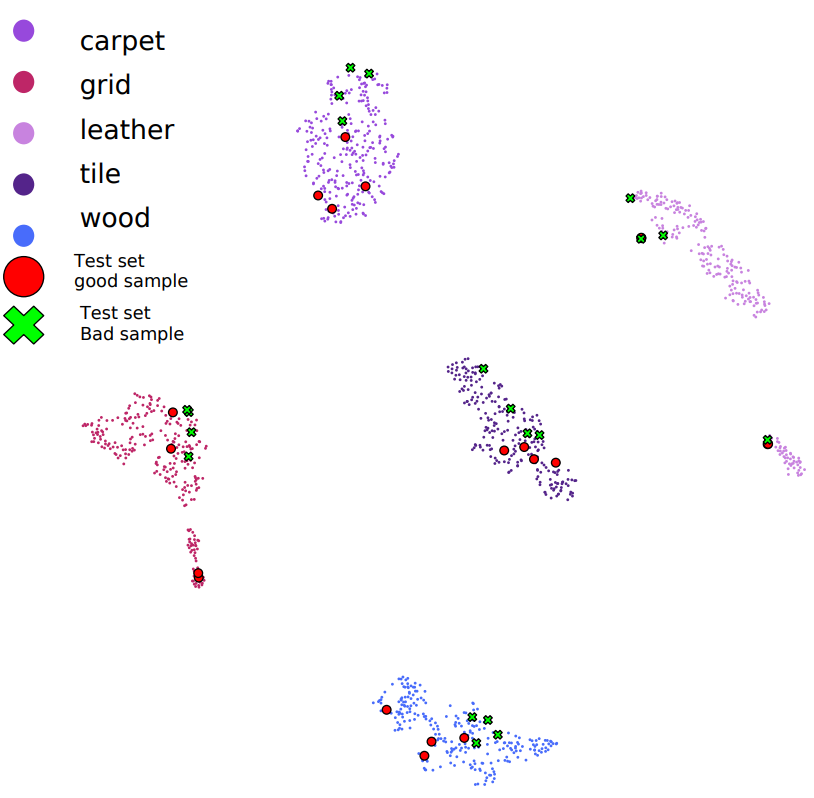 carpet
grid
leather
tile
wood
Test set
good sample
Test set
Bad sample